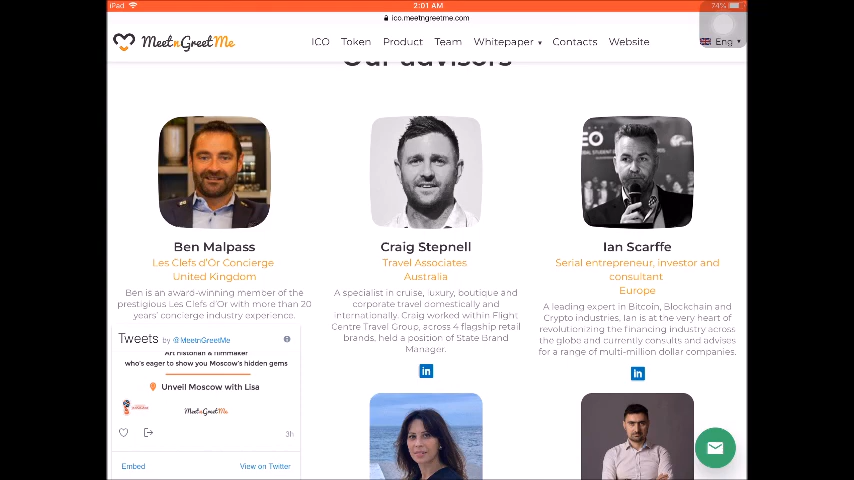 iPad
2:01 AM
74%
ico.meetngreetme.com
MeetnGreetMe
ICO Token Product Team Whitepaper Contacts Website
Eng
Our advisors
Ben Malpass
Les Clefs d'Or Concierge
United Kingdom
Ben is an award-winning member of the
prestigious Les Clefs d'Or with more than 20
years' concierge industry experience.
Craig Stepnell
Travel Associates
Australia
A specialist in cruise, luxury, boutique and
corporate travel domestically and
internationally. Craig worked within Flight
Centre Travel Group, across 4 flagship retail
brands, held a position of State Brand
Manager.
in
Ian Scarffe
Serial entrepreneur, investor and
consultant
Europe
A leading expert in Bitcoin, Blockchain and
Crypto industries, Ian is at the very heart of
revolutionizing the financing industry across
the globe and currently consults and advises
for a range of multi-million dollar companies.
in
Tweets by @MeetnGreetMe
Art historian & filmmaker
who's eager to show you Moscow's hidden gems
Unveil Moscow with Lisa
MeetnGreetMe
3h
Embed
View on Twitter